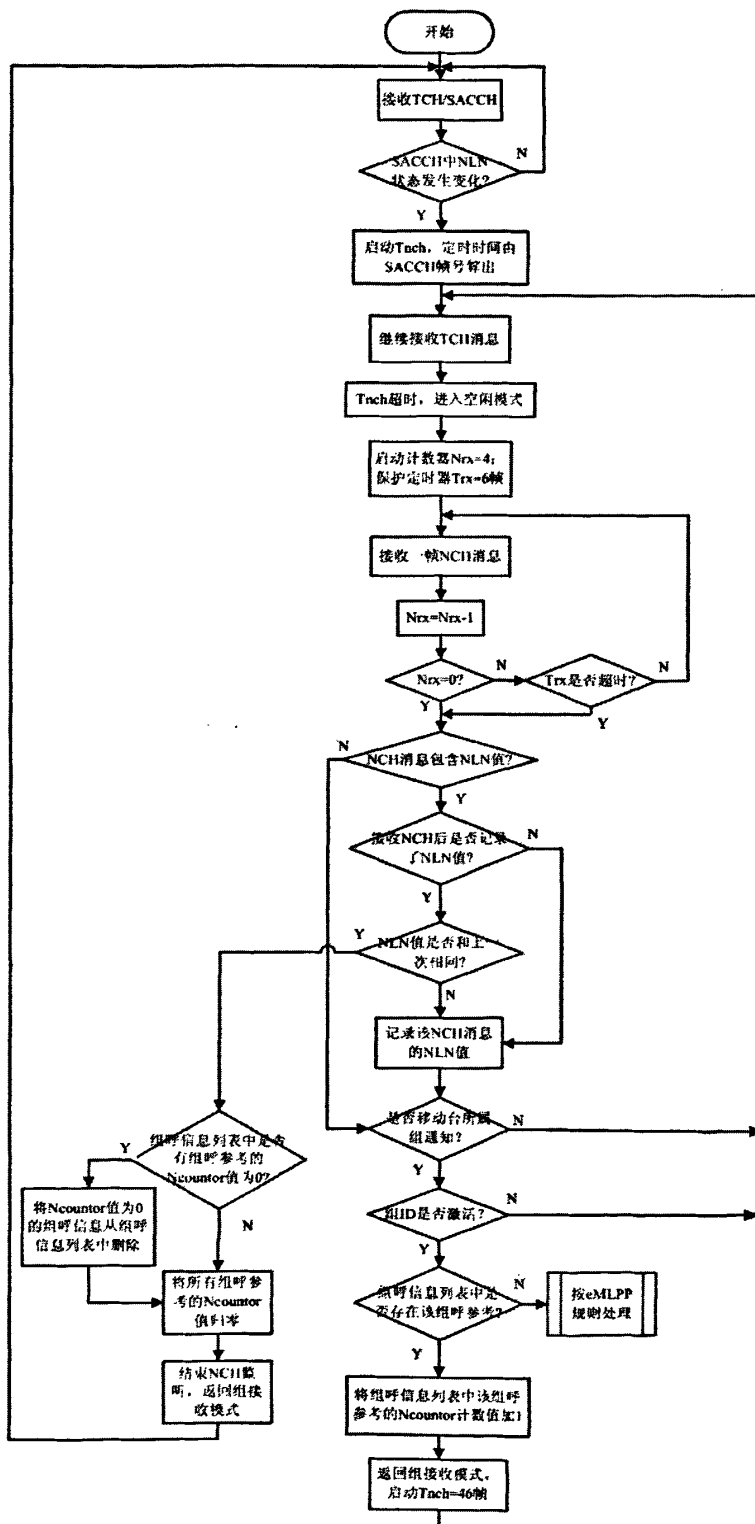 开始
接收TCH/SACCH
SACCH中NLN
状态发生变化?
N
Y
启动Tnch，定时时间由
SACCH帧号算出
继续接收TCH消息
Tnch超时，进入空闲模式
启动计数器Nrx=4;
保护定时器Trx=6帧
接收一帧NCH消息
Nrx=Nrx-1
Nrx=0?
N
Trx是否超时?
N
Y
Y
N
NCH消息包含NLN值?
Y
接收NCH后是否记录
了NLN值?
N
Y
Y
NLN值是否和上一
次相同?
N
记录该NCH消息
的NLN值
是否移动台所属
组通知?
N
Y
组呼信息列表中是否
有组呼参考的
Ncountor值为0?
Y
N
将Ncountor值为0
的组呼信息从组呼
信息列表中删除
组ID是否激活?
N
Y
将所有组呼参
考的Ncountor
值归零
组呼信息列表中是
否存在该组呼参考?
N
按eMLPP
规则处理
Y
结束NCH监
听，返回组接
收模式
将组呼信息列表中该组呼
参考的Ncountor计数值加1
返回组接收模式，
启动Tnch=46帧